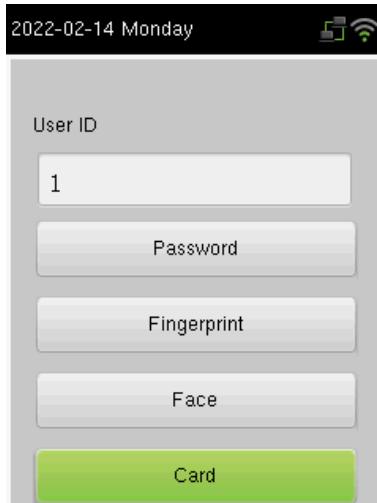 2022-02-14 Monday
User ID
1
Password
Fingerprint
Face
Card